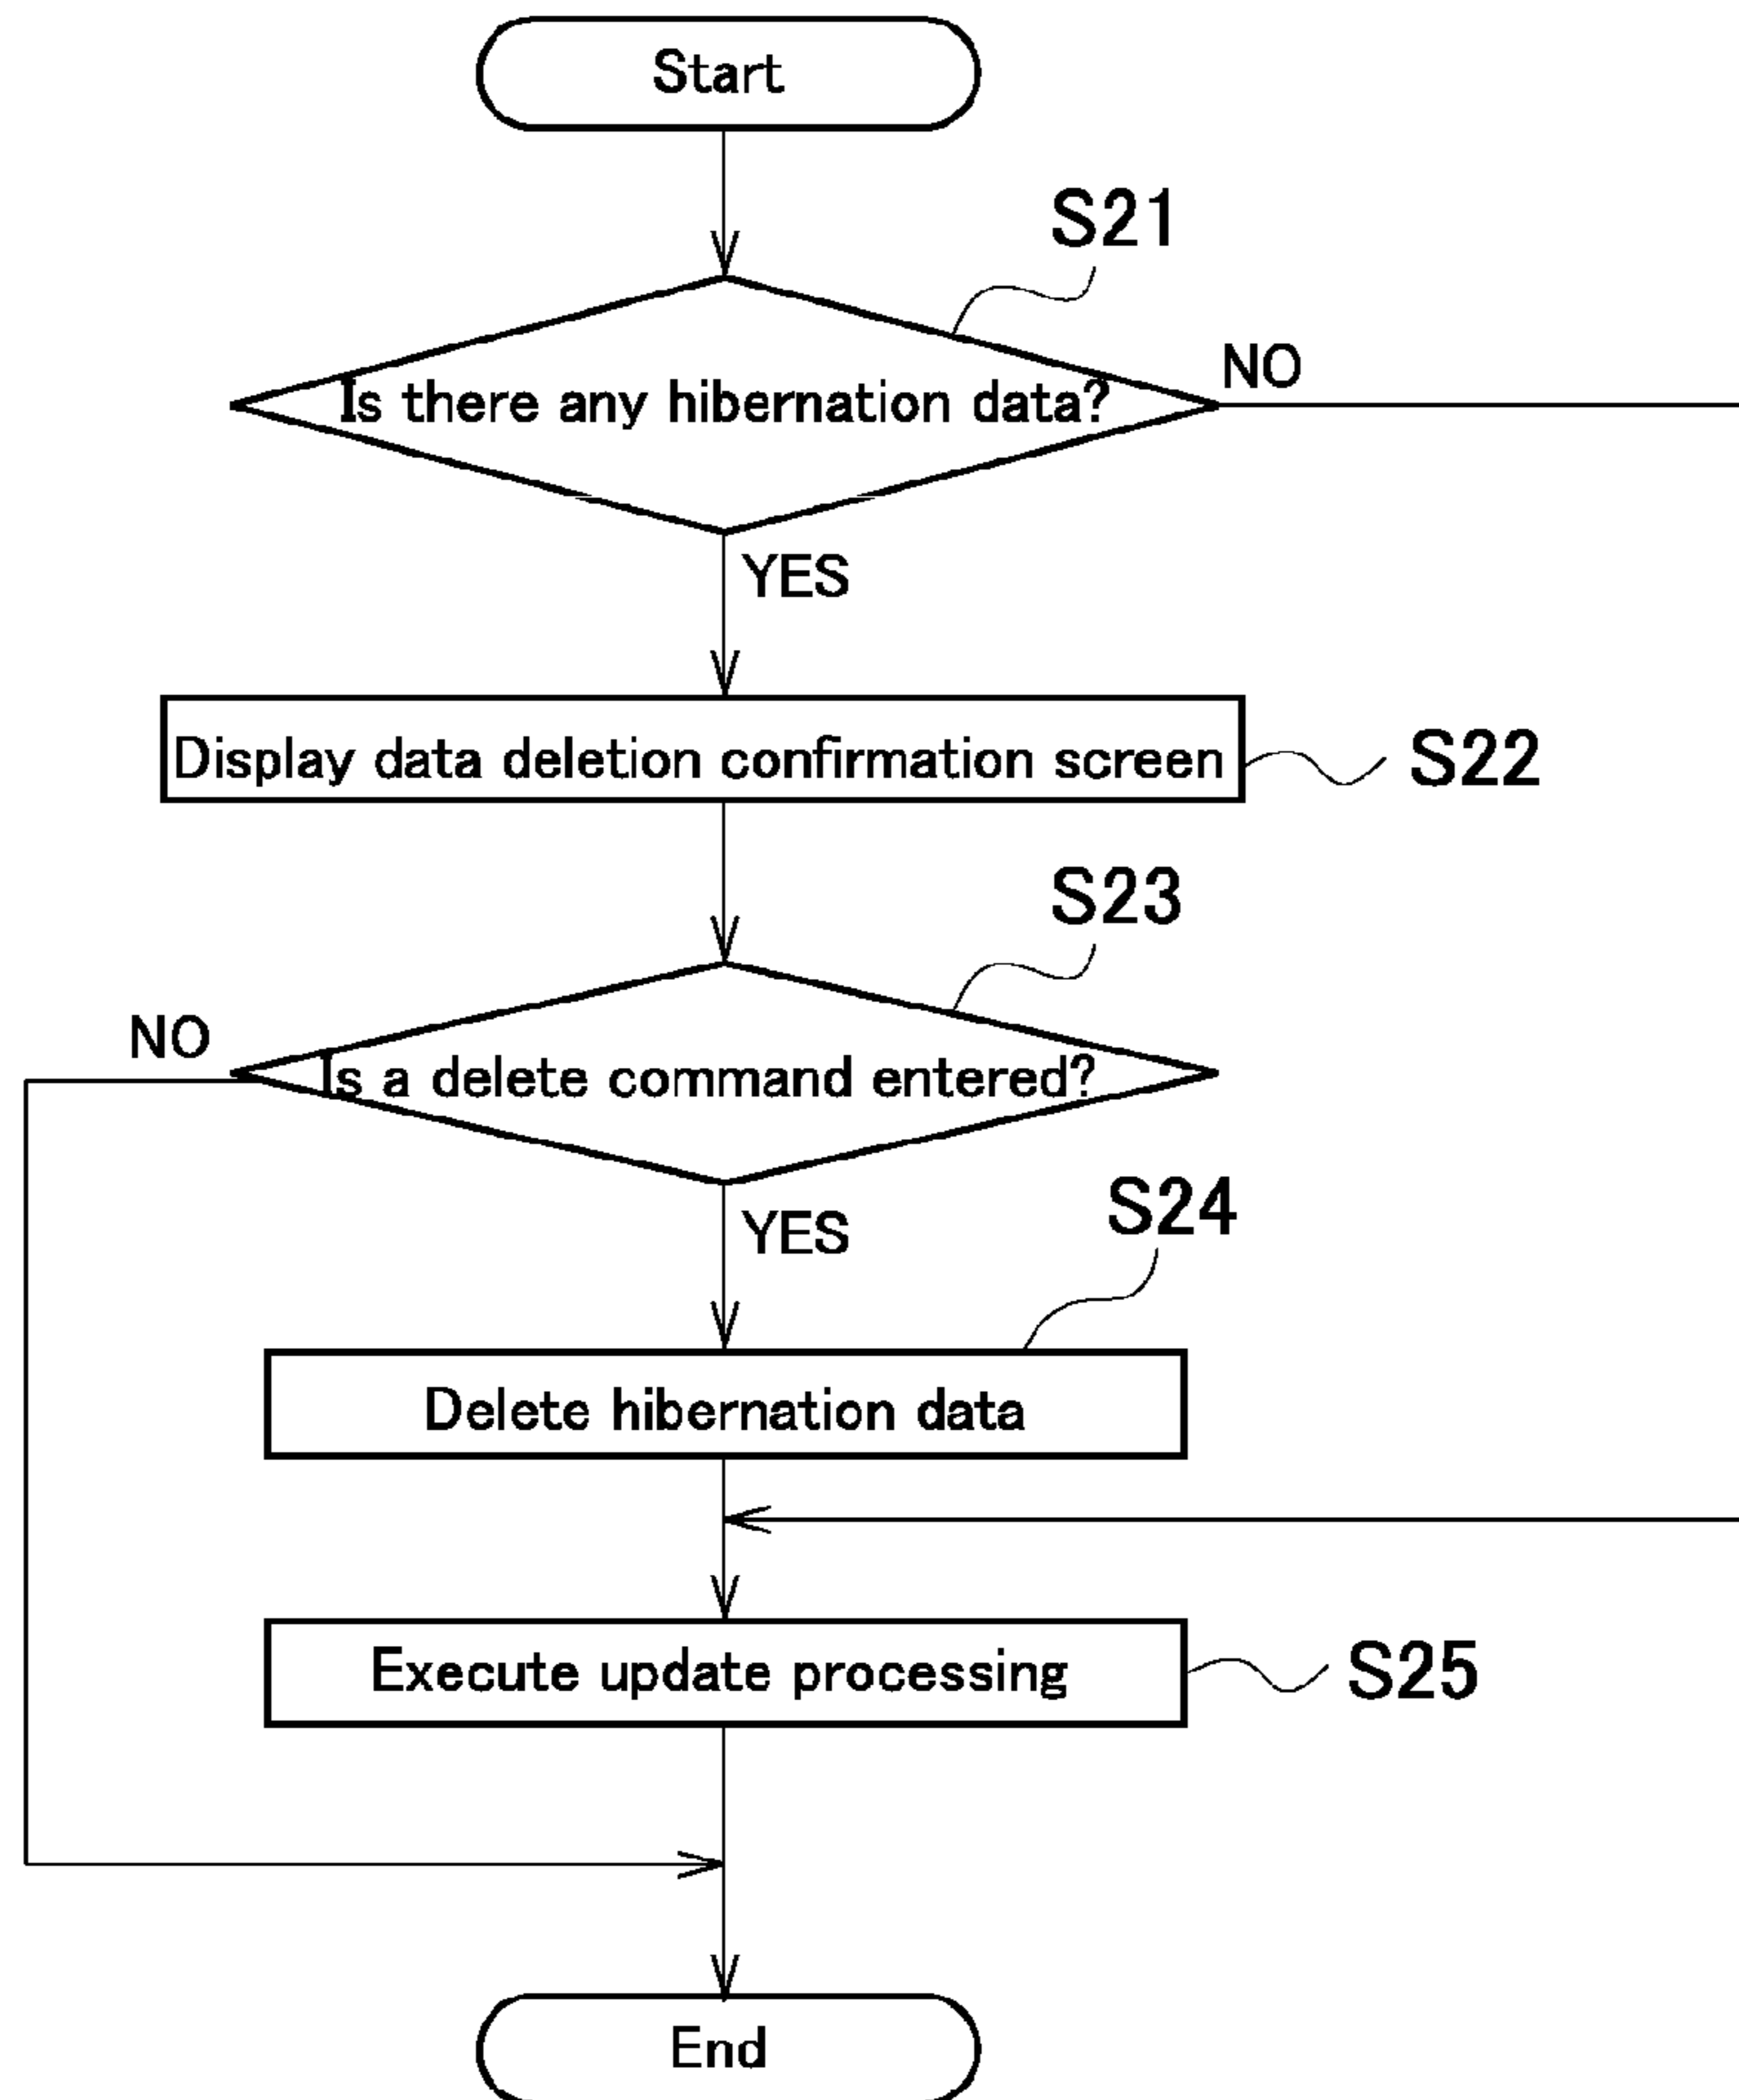 Start
S21
Is there any hibernation data?
NO
YES
Display data deletion confirmation screen
S22
S23
NO
Is a delete command entered?
YES
S24
Delete hibernation data
Execute update processing
S25
End